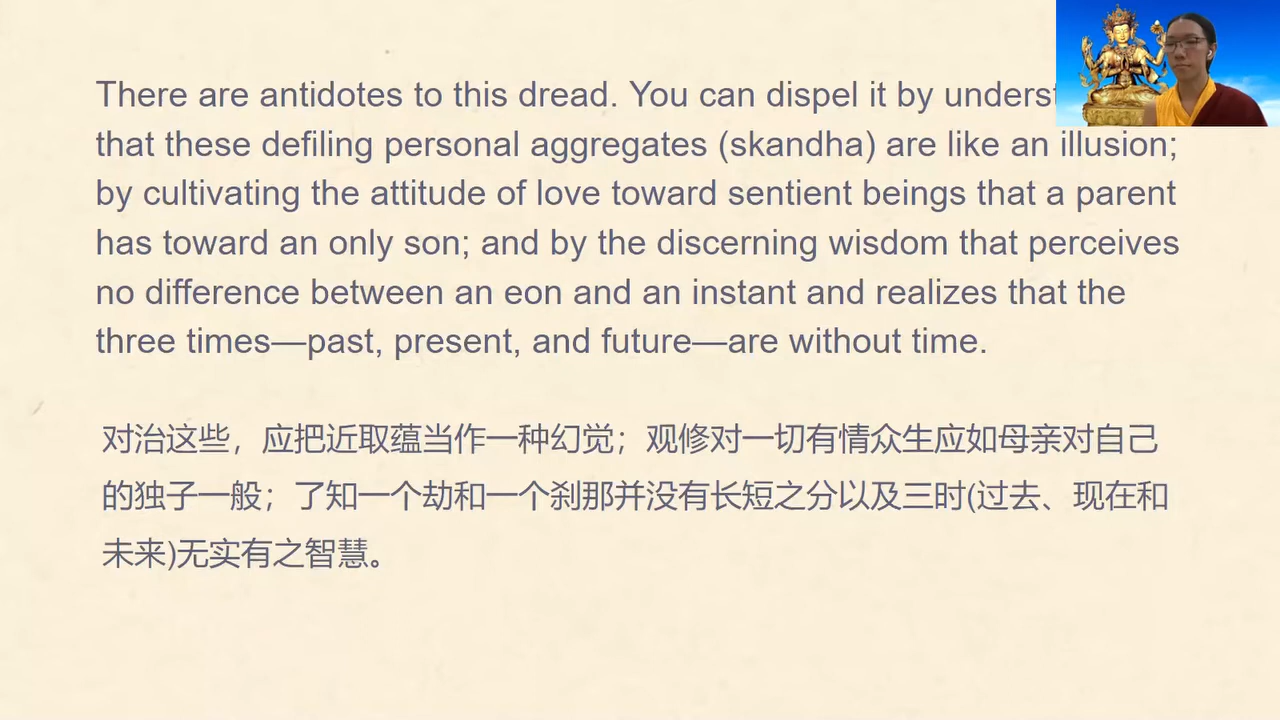 There are antidotes to this dread. You can dispel it by
that these defiling personal aggregates (skandha) are like an illusion;
by cultivating the attitude of love toward sentient beings that a parent
has toward an only son; and by the discerning wisdom that perceives
no difference between an eon and an instant and realizes that the
three times—past, present, and future—are without time.
对治这些，应把近取蕴当作一种幻觉；观修对一切有情众生应如母亲对自己
的独子一般；了知一个劫和一个刹那并没有长短之分以及三时(过去、现在和
未来)无实有之智慧。